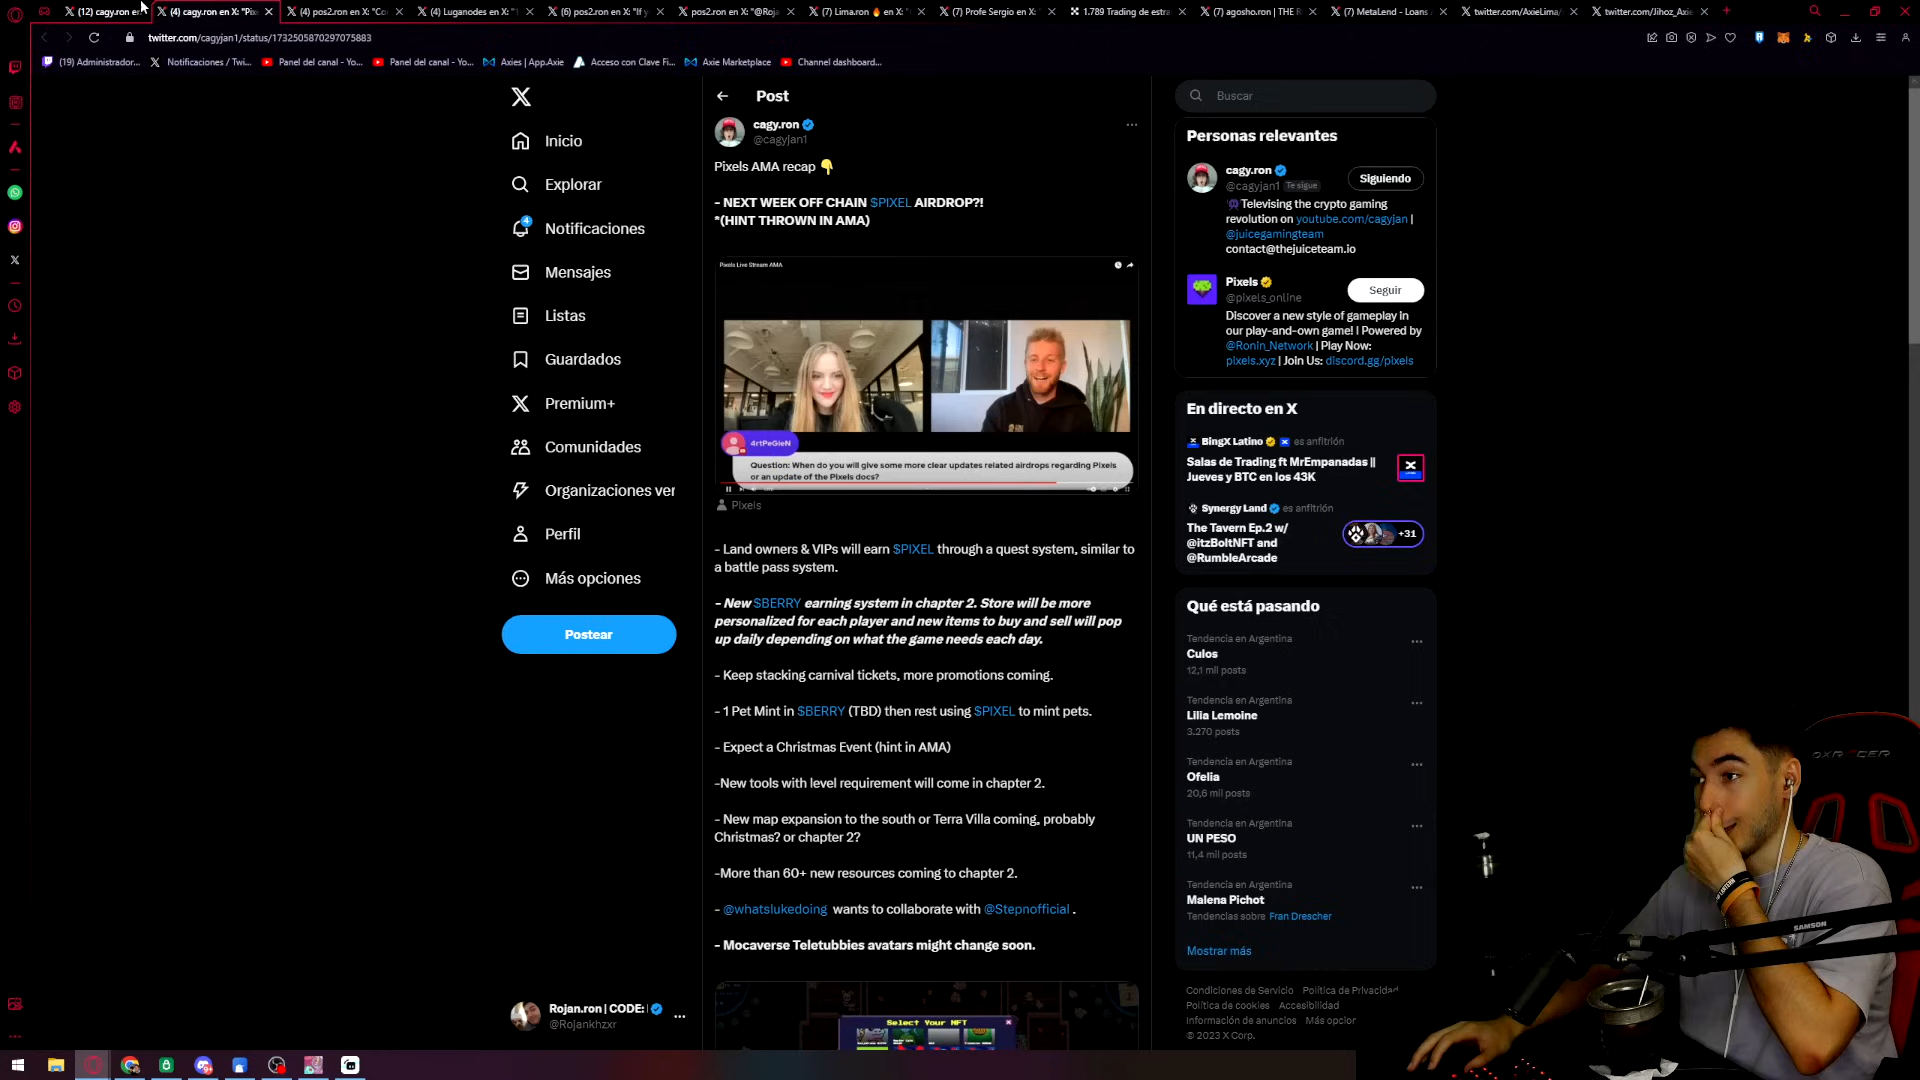 (12) cagy.ron en
(4) cagy.ron en X: "Pix
(4) pos2.ron en X: "Co
(4) Luganodes en X: "
(6) pos2.ron en X: "If y
pos2.ron en X: "@Roja
(7) Lima.ron 🔥 en X: "
(7) Profe Sergio en X:
1.789 Trading de estra
(7) agosho.ron | THE R
(7) MetaLend - Loans
twitter.com/AxieLima/
twitter.com/Jihoz_Axie
twitter.com/cagyjan1/status/1732505870297075883
(19) Administrador...
Notificaciones / Twi...
Panel del canal - Yo...
Panel del canal - Yo...
Axies | App.Axie
Acceso con Clave Fi...
Axie Marketplace
Channel dashboard...
Inicio
Explorar
4
Notificaciones
Mensajes
Listas
Guardados
Premium+
Comunidades
Organizaciones ver
Perfil
Más opciones
Postear
Rojan.ron | CODE:
@Rojankhzxr
Post
cagy.ron
@cagyjan1
Pixels AMA recap 👇
- NEXT WEEK OFF CHAIN $PIXEL AIRDROP?!
*(HINT THROWN IN AMA)
Pixels Live Stream AMA
4rtPeGieN
Question: When do you will give some more clear updates related airdrops regarding Pixels
or an update of the Pixels docs?
Pixels
- Land owners & VIPs will earn $PIXEL through a quest system, similar to
a battle pass system.
- New $BERRY earning system in chapter 2. Store will be more
personalized for each player and new items to buy and sell will pop
up daily depending on what the game needs each day.
- Keep stacking carnival tickets, more promotions coming.
- 1 Pet Mint in $BERRY (TBD) then rest using $PIXEL to mint pets.
- Expect a Christmas Event (hint in AMA)
-New tools with level requirement will come in chapter 2.
- New map expansion to the south or Terra Villa coming, probably
Christmas? or chapter 2?
-More than 60+ new resources coming to chapter 2.
- @whatslukedoing wants to collaborate with @Stepnofficial .
- Mocaverse Teletubbies avatars might change soon.
Select Your NFT
Buscar
Personas relevantes
cagy.ron
@cagyjan1 Te sigue
Siguiendo
Televising the crypto gaming
revolution on youtube.com/cagyjan |
@juicegamingteam
contact@thejuiceteam.io
Pixels
@pixels_online
Seguir
Discover a new style of gameplay in
our play-and-own game! | Powered by
@Ronin_Network | Play Now:
pixels.xyz | Join Us: discord.gg/pixels
En directo en X
BingX Latino es anfitrión
Salas de Trading ft MrEmpanadas ||
Jueves y BTC en los 43K
Synergy Land es anfitrión
The Tavern Ep.2 w/
@itzBoltNFT and
@RumbleArcade
+31
Qué está pasando
Tendencia en Argentina
Culos
12,1 mil posts
Tendencia en Argentina
Lilia Lemoine
3.270 posts
Tendencia en Argentina
Ofelia
20,6 mil posts
Tendencia en Argentina
UN PESO
11,4 mil posts
Tendencia en Argentina
Malena Pichot
Tendencias sobre Fran Drescher
Mostrar más
Condiciones de Servicio Política de Privacidad
Política de cookies Accesibilidad
Información de anuncios Más opcion
© 2023 X Corp.
SAMSON